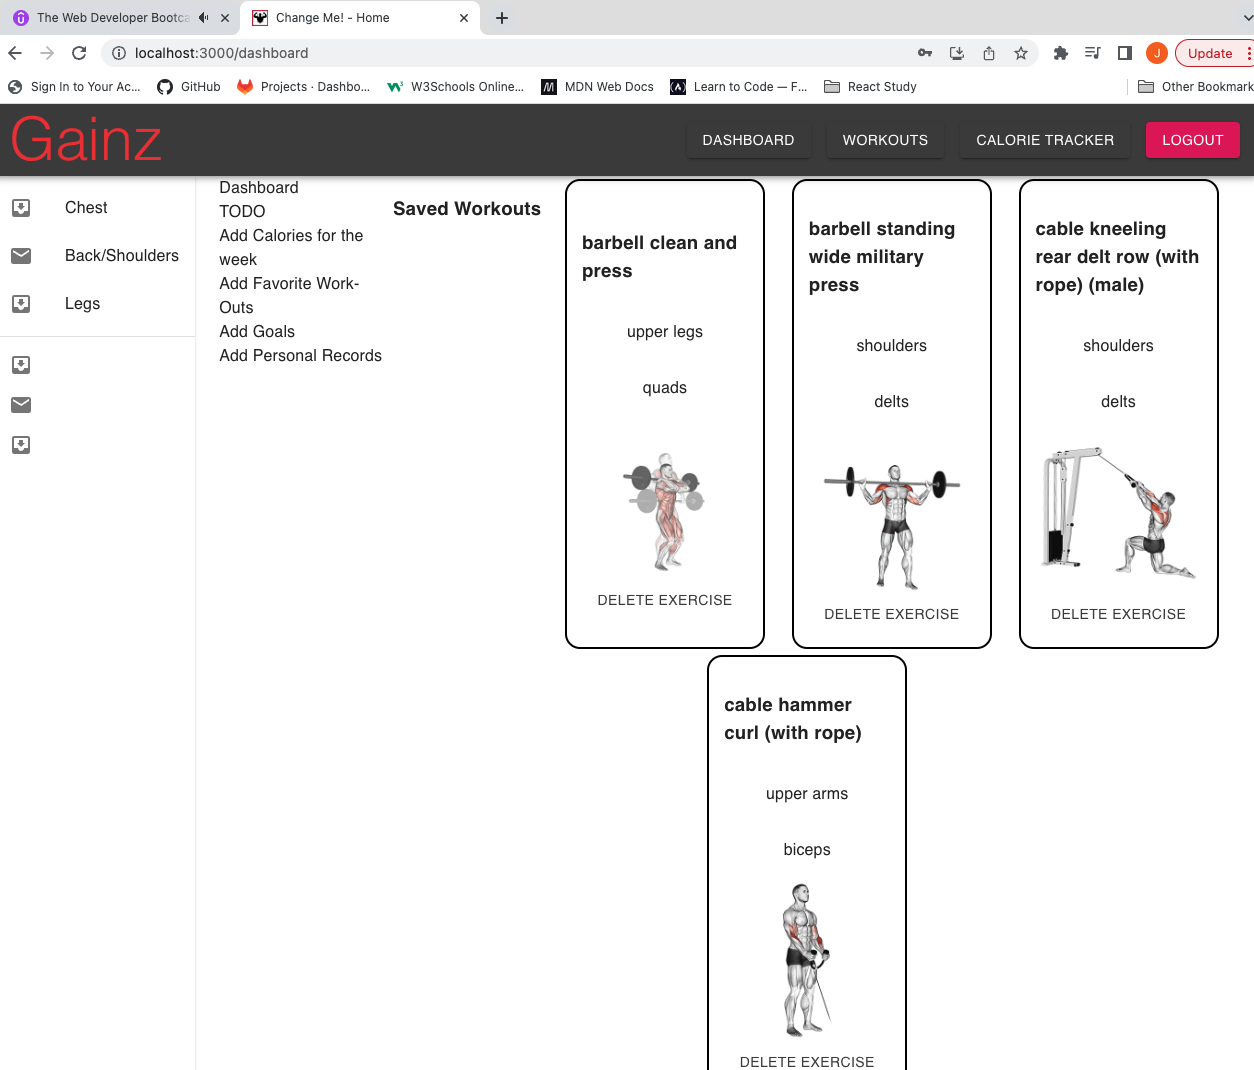 The Web Developer Bootca
Change Me! - Home
localhost:3000/dashboard
J
Update
Sign In to Your Ac...
GitHub
Projects · Dashbo...
W3Schools Online...
MDN Web Docs
Learn to Code — F...
React Study
Other Bookmark
Gainz
DASHBOARD
WORKOUTS
CALORIE TRACKER
LOGOUT
Chest
Back/Shoulders
Legs
Dashboard
TODO
Add Calories for the
week
Add Favorite Work-
Outs
Add Goals
Add Personal Records
Saved Workouts
barbell clean and
press
upper legs
quads
DELETE EXERCISE
barbell standing
wide military
press
shoulders
delts
DELETE EXERCISE
cable kneeling
rear delt row (with
rope) (male)
shoulders
delts
DELETE EXERCISE
cable hammer
curl (with rope)
upper arms
biceps
DELETE EXERCISE